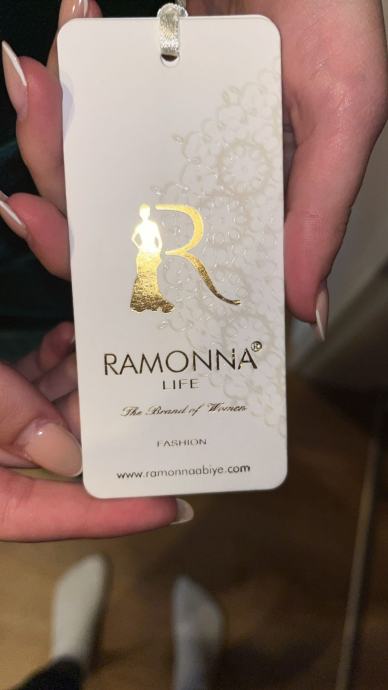 R
RAMONNA®
LIFE
The Brand of Women
FASHION
www.ramonnaabiye.com